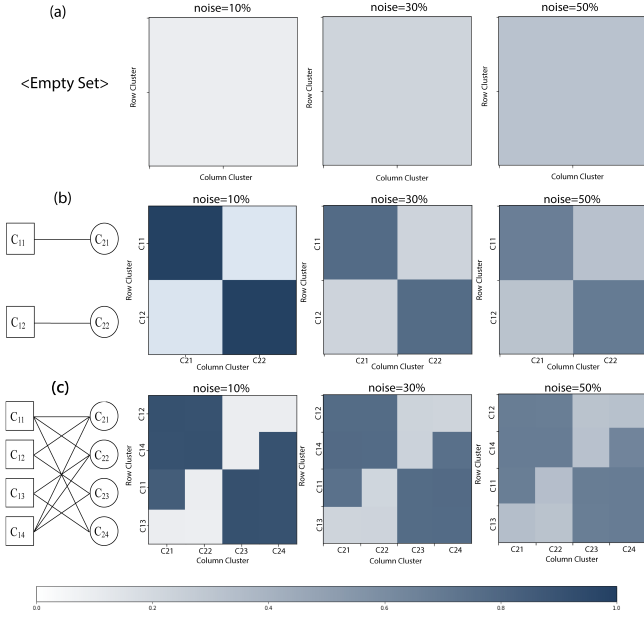 (a)
noise=10%
noise=30%
noise=50%
<Empty Set>
Row Cluster
Row Cluster
Row Cluster
Column Cluster
Column Cluster
Column Cluster
(b)
noise=10%
noise=30%
noise=50%
C11
C21
C12
C22
Row Cluster
C11
C12
Row Cluster
C11
C12
Row Cluster
C11
C12
C21
C22
C21
C22
C21
C22
Column Cluster
Column Cluster
Column Cluster
(c)
noise=10%
noise=30%
noise=50%
C11
C21
C12
C22
C13
C23
C14
C24
Row Cluster
C12
C14
C11
C13
Row Cluster
C12
C14
C11
C13
Row Cluster
C12
C14
C11
C13
C21
C22
C23
C24
C21
C22
C23
C24
C21
C22
C23
C24
Column Cluster
Column Cluster
Column Cluster
0.0
0.2
0.4
0.6
0.8
1.0